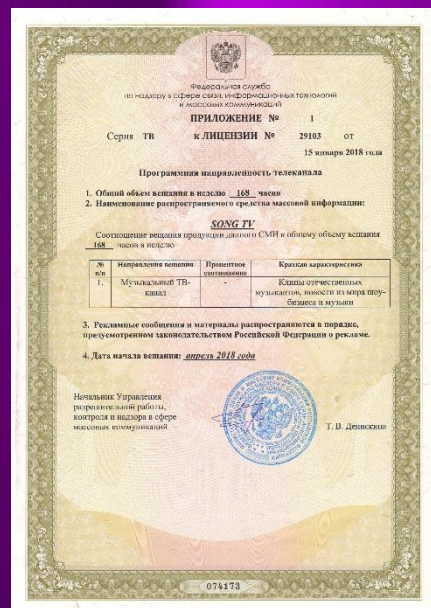 Федеральная служба
по надзору в сфере связи, информационных технологий
и массовых коммуникаций
ПРИЛОЖЕНИЕ № 1
Серия ТВ к ЛИЦЕНЗИИ № 29103 от
15 января 2018 года
Программная направленность телеканала
1. Общий объем вещания в неделю 168 часов
2. Наименование распространяемого средства массовой информации:
SONG TV
Соотношение вещания продукции данного СМИ к общему объему вещания
168 часов в неделю
№ п/п Направления вещания Процентное соотношение Краткая характеристика
1. Музыкальный ТВ-канал - Клипы отечественных музыкантов, новости из мира шоу-бизнеса и музыки
3. Рекламные сообщения и материалы распространяются в порядке,
предусмотренном законодательством Российской Федерации о рекламе.
4. Дата начала вещания: апрель 2018 года
Начальник Управления
разрешительной работы,
контроля и надзора в сфере
массовых коммуникаций
Т. В. Денискина
074173